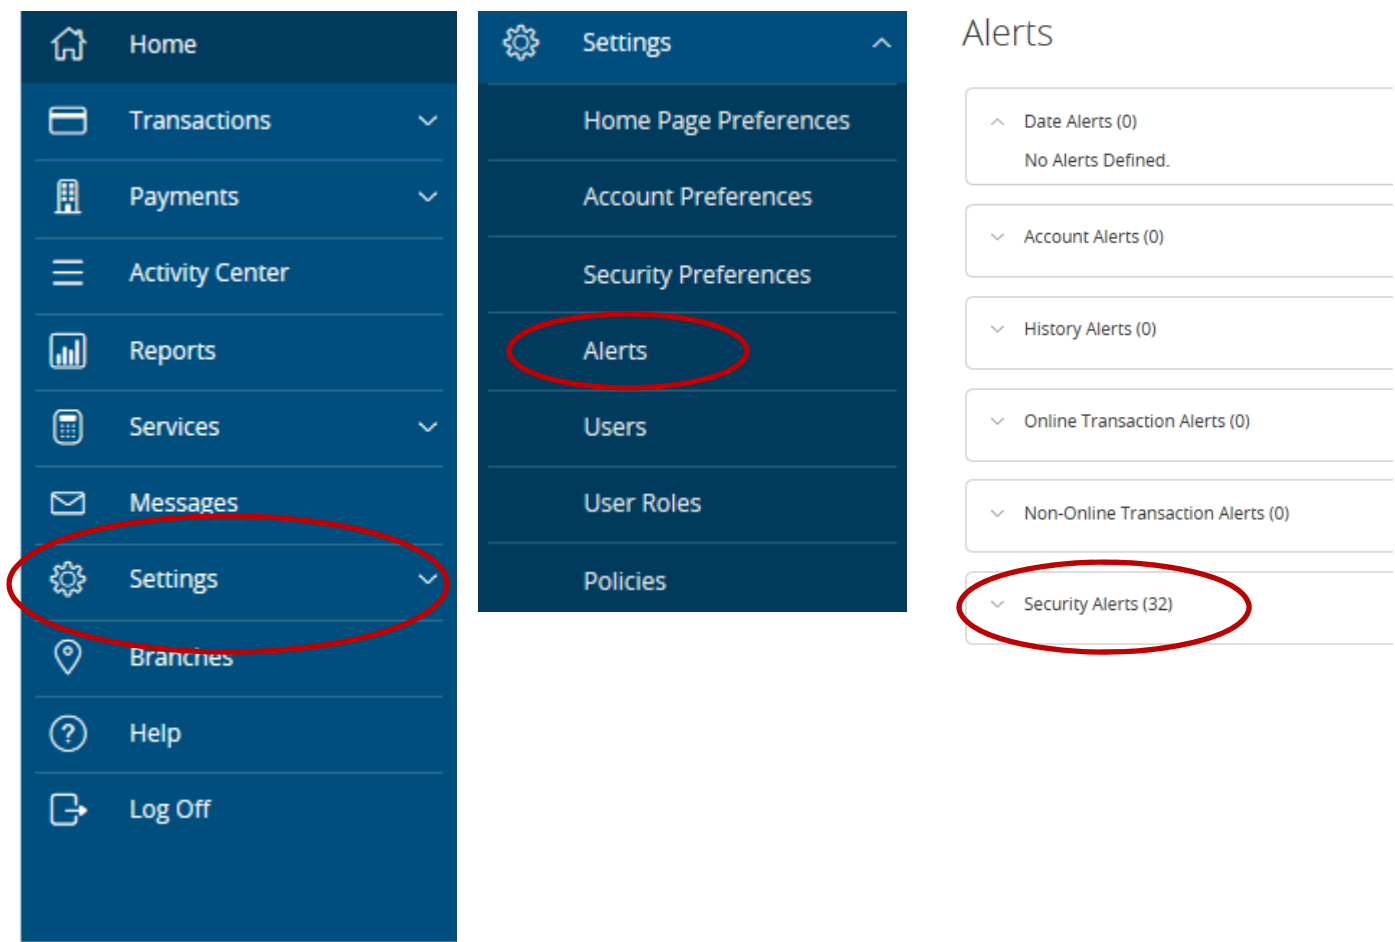 Home
Transactions
Payments
Activity Center
Reports
Services
Messages
Settings
Branches
Help
Log Off
Settings
Home Page Preferences
Account Preferences
Security Preferences
Alerts
Users
User Roles
Policies
Alerts
Date Alerts (0)
No Alerts Defined.
Account Alerts (0)
History Alerts (0)
Online Transaction Alerts (0)
Non-Online Transaction Alerts (0)
Security Alerts (32)